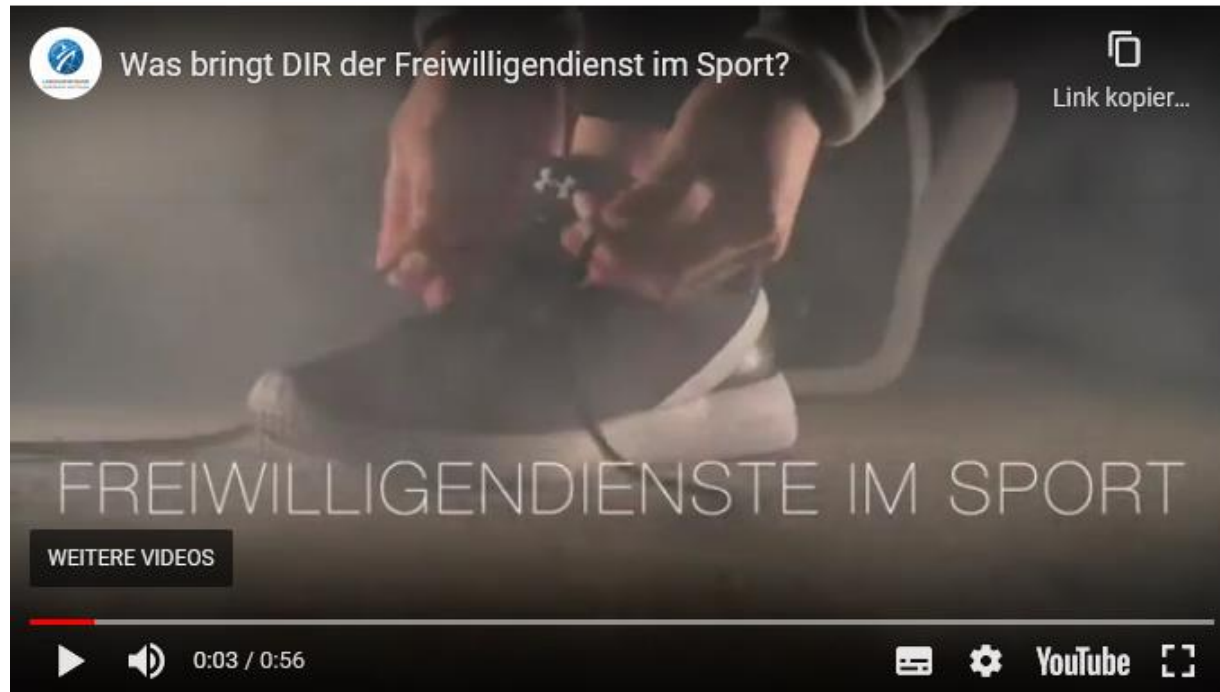 Was bringt DIR der Freiwilligendienst im Sport?
Link kopier...
FREIWILLIGENDIENSTE IM SPORT
WEITERE VIDEOS
0:03 / 0:56
YouTube